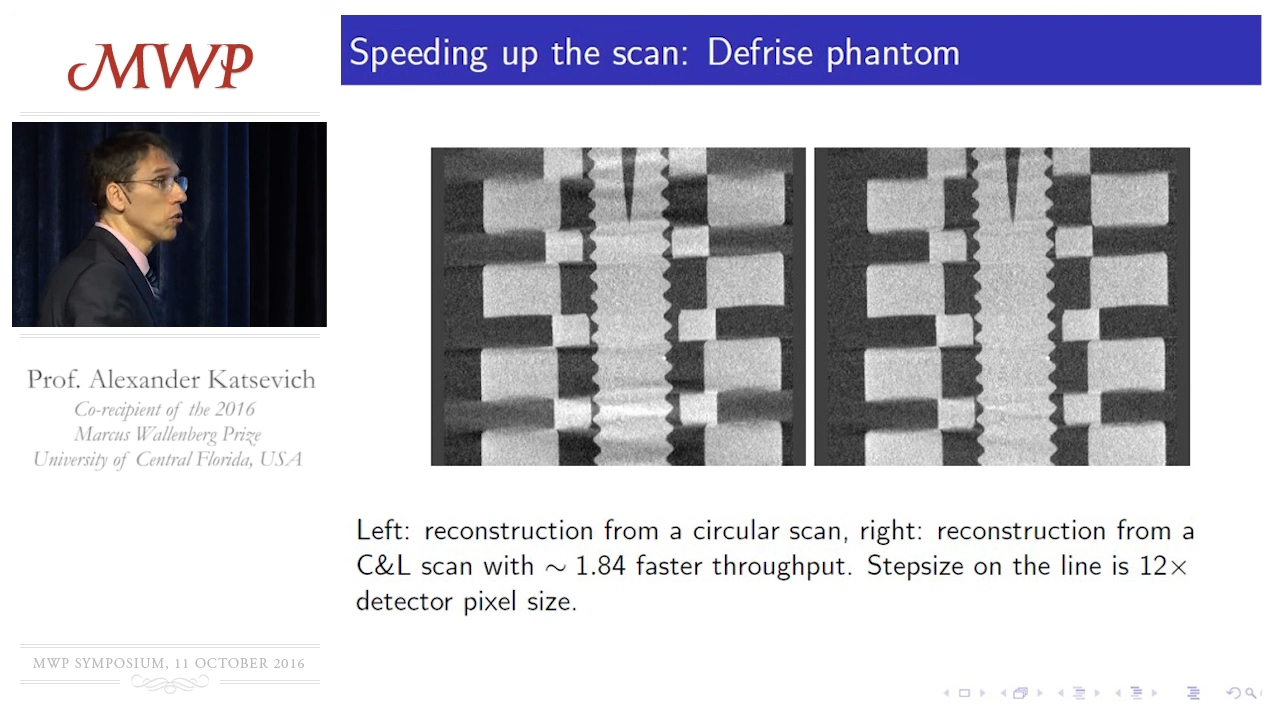 MWP
Prof. Alexander Katsevich
Co-recipient of the 2016
Marcus Wallenberg Prize
University of Central Florida, USA
MWP SYMPOSIUM, 11 OCTOBER 2016
Speeding up the scan: Defrise phantom
Left: reconstruction from a circular scan, right: reconstruction from a
C&L scan with ∼ 1.84 faster throughput. Stepsize on the line is 12×
detector pixel size.